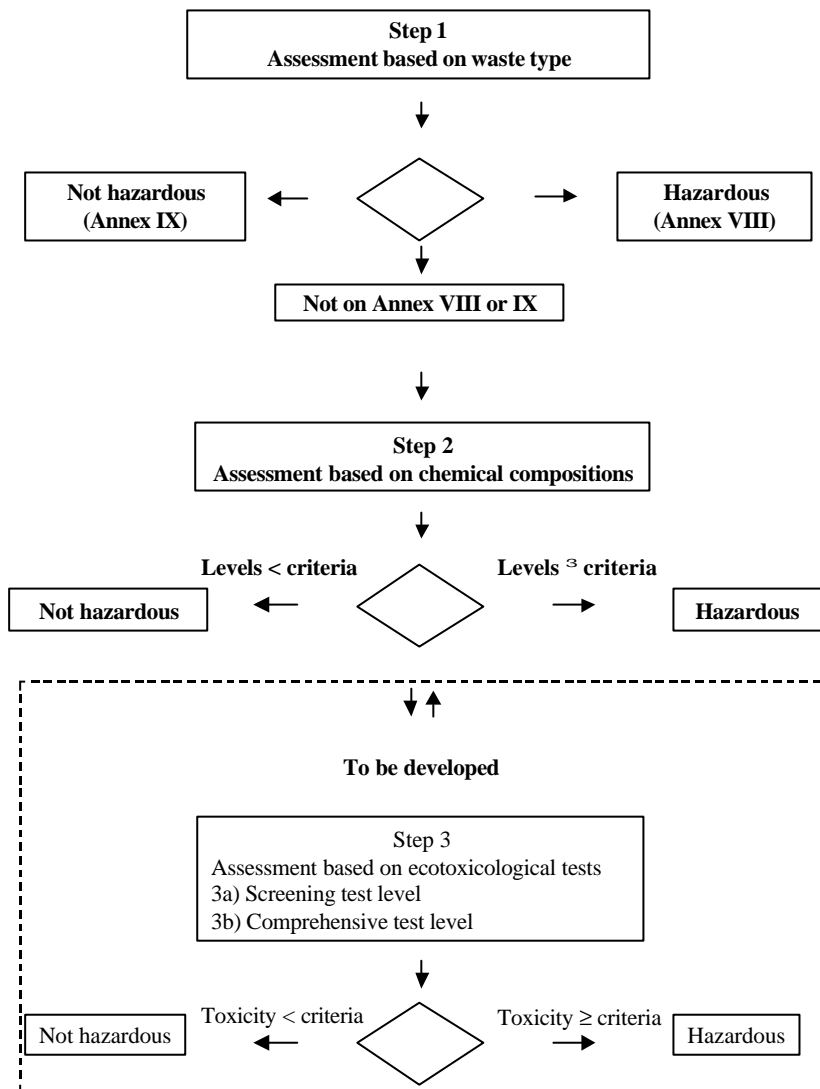 Step 1
Assessment based on waste type
Not hazardous
(Annex IX)
Hazardous
(Annex VIII)
Not on Annex VIII or IX
Step 2
Assessment based on chemical compositions
Levels < criteria
Levels ³ criteria
Not hazardous
Hazardous
To be developed
Step 3
Assessment based on ecotoxicological tests
3a) Screening test level
3b) Comprehensive test level
Toxicity < criteria
Toxicity ≥ criteria
Not hazardous
Hazardous